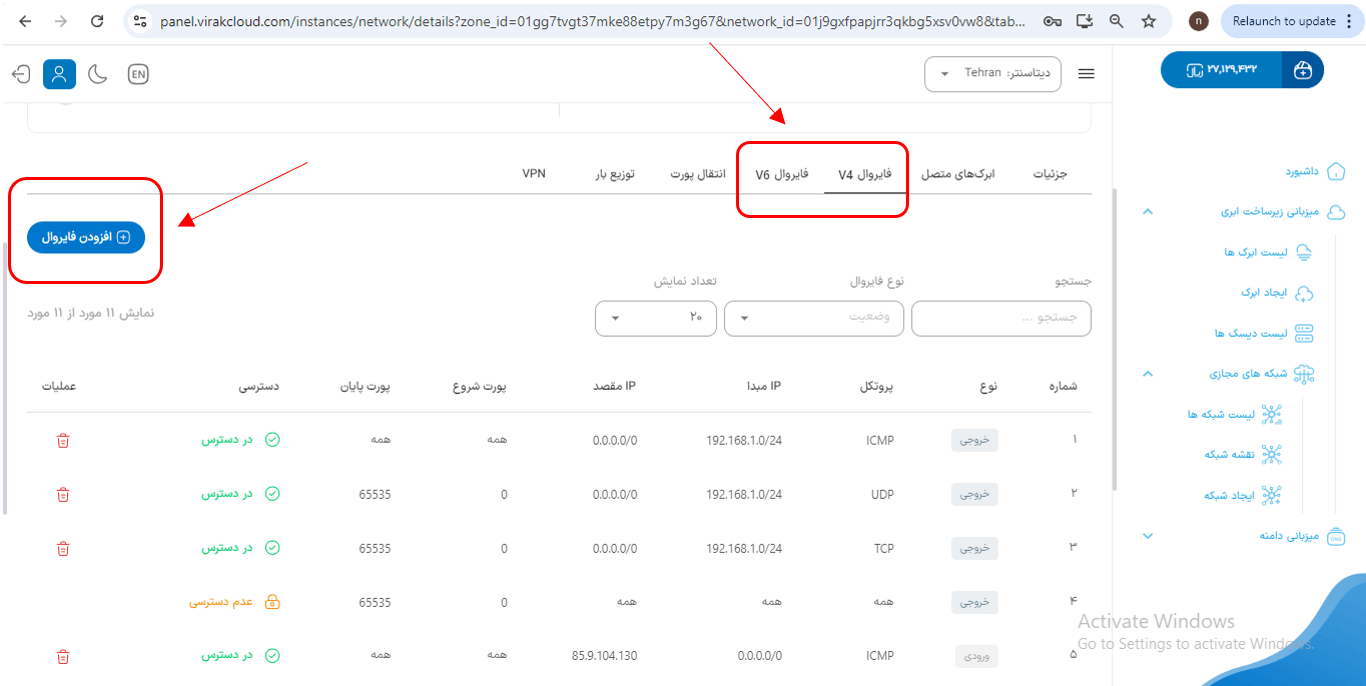 panel.virakcloud.com/instances/network/details?zone_id=01gg7tvgt37mke88etpy7m3g67&network_id=01j9gxfpapjrr3qkbg5xsv0vw8&tab...
n
Relaunch to update
EN
دیتاسنتر: Tehran
۲۷,۱۲۹,۴۳۲
داشبورد
میزبانی زیرساخت ابری
لیست ابرک ها
ایجاد ابرک
لیست دیسک ها
شبکه های مجازی
لیست شبکه ها
نقشه شبکه
ایجاد شبکه
میزبانی دامنه
DNS
جزئیات ابرک‌های متصل فایروال V4 فایروال V6 انتقال پورت توزیع بار VPN
افزودن فایروال
جستجو نوع فایروال تعداد نمایش
جستجو ... وضعیت ۲۰
نمایش ۱۱ مورد از ۱۱ مورد
شماره نوع پروتکل IP مبدا IP مقصد پورت شروع پورت پایان دسترسی عملیات
۱ خروجی ICMP 192.168.1.0/24 0.0.0.0/0 همه همه در دسترس
۲ خروجی UDP 192.168.1.0/24 0.0.0.0/0 0 65535 در دسترس
۳ خروجی TCP 192.168.1.0/24 0.0.0.0/0 0 65535 در دسترس
۴ خروجی همه همه همه 0 65535 عدم دسترسی
۵ ورودی ICMP 0.0.0.0/0 85.9.104.130 همه همه در دسترس
Activate Windows
Go to Settings to activate Windows.